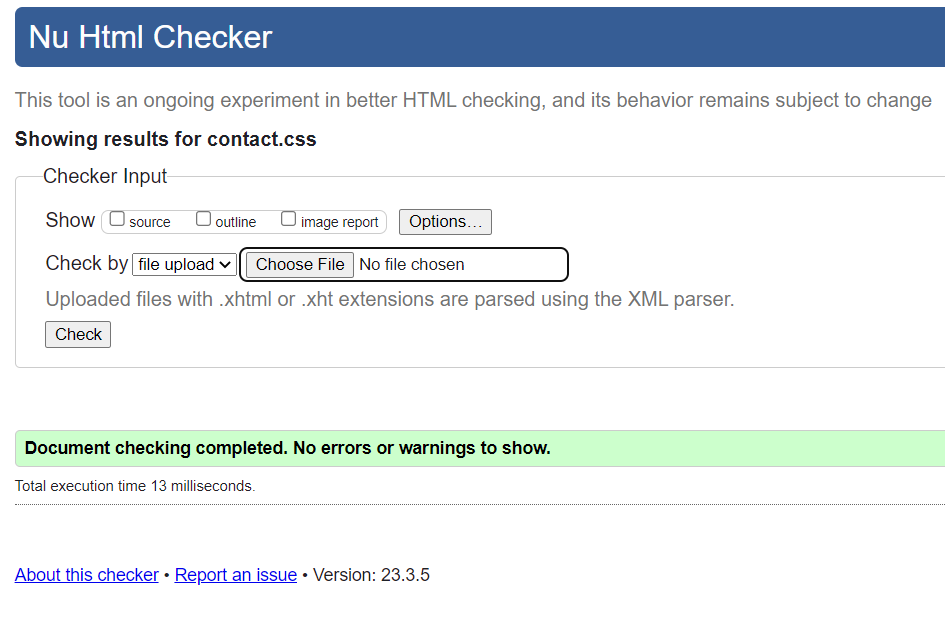 Nu Html Checker
This tool is an ongoing experiment in better HTML checking, and its behavior remains subject to change
Showing results for contact.css
Checker Input
Show source outline image report Options...
Check by file upload Choose File No file chosen
Uploaded files with .xhtml or .xht extensions are parsed using the XML parser.
Check
Document checking completed. No errors or warnings to show.
Total execution time 13 milliseconds.
About this checker • Report an issue • Version: 23.3.5